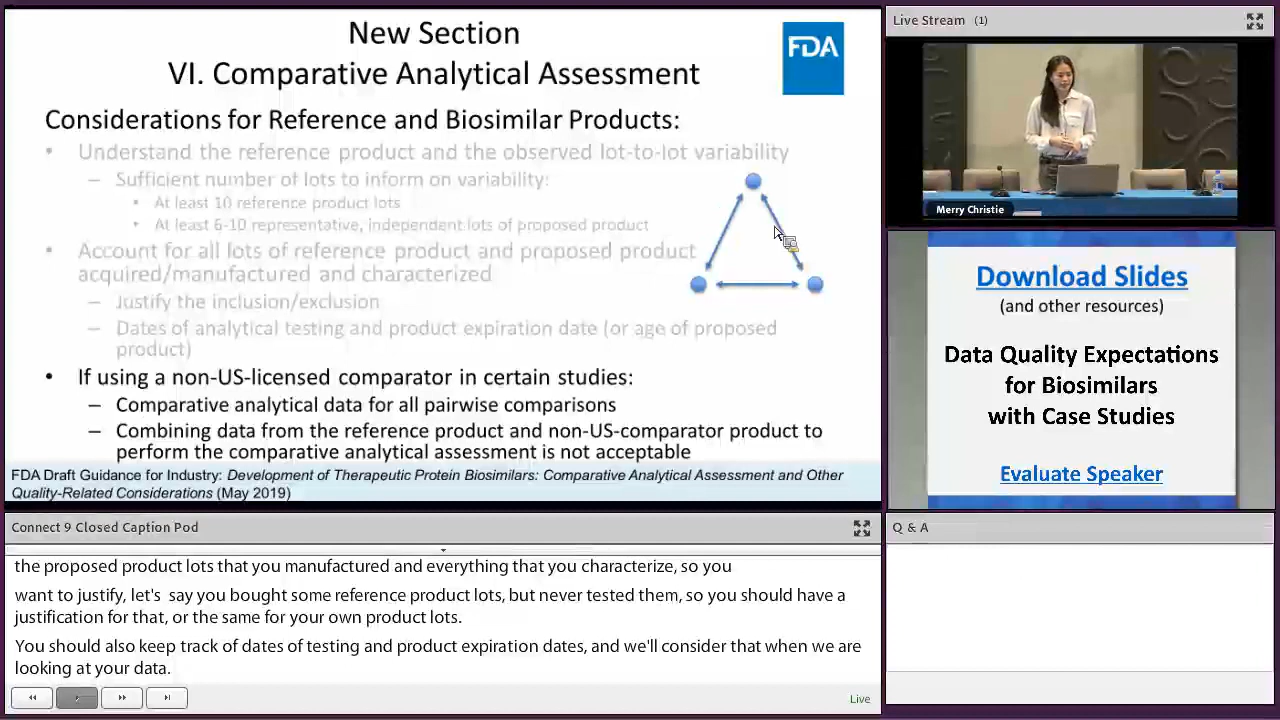 New Section
VI. Comparative Analytical Assessment
FDA
Considerations for Reference and Biosimilar Products:
• Understand the reference product and the observed lot-to-lot variability
– Sufficient number of lots to inform on variability:
• At least 10 reference product lots
• At least 6-10 representative, independent lots of proposed product
• Account for all lots of reference product and proposed product
acquired/manufactured and characterized
– Justify the inclusion/exclusion
– Dates of analytical testing and product expiration date (or age of proposed
product)
• If using a non-US-licensed comparator in certain studies:
– Comparative analytical data for all pairwise comparisons
– Combining data from the reference product and non-US-comparator product to
perform the comparative analytical assessment is not acceptable
FDA Draft Guidance for Industry: Development of Therapeutic Protein Biosimilars: Comparative Analytical Assessment and Other
Quality-Related Considerations (May 2019)
Live Stream (1)
Merry Christie
Download Slides
(and other resources)
Data Quality Expectations
for Biosimilars
with Case Studies
Evaluate Speaker
Connect 9 Closed Caption Pod
the proposed product lots that you manufactured and everything that you characterize, so you
want to justify, let's say you bought some reference product lots, but never tested them, so you should have a
justification for that, or the same for your own product lots.
You should also keep track of dates of testing and product expiration dates, and we'll consider that when we are
looking at your data.
Live
Q & A